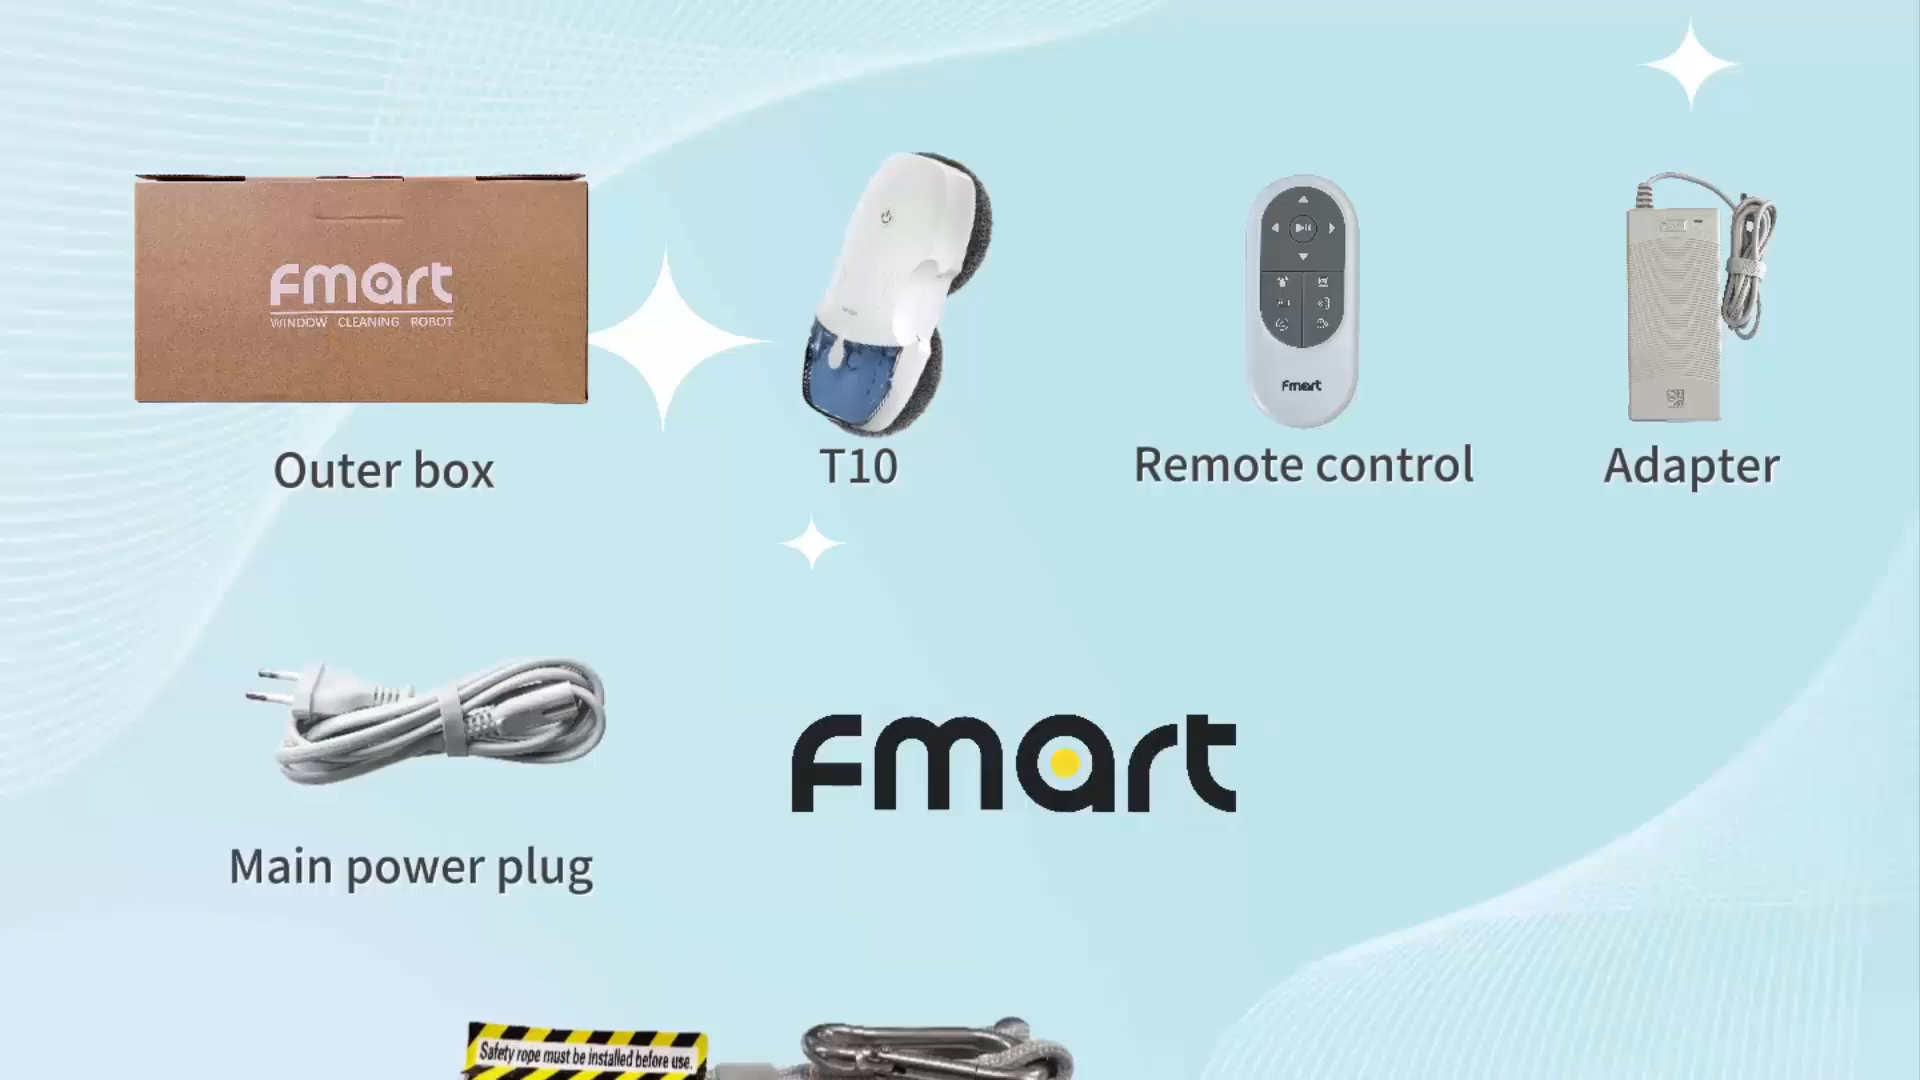 Fmart
WINDOW CLEANING ROBOT
Fmart
Outer box
T10
Remote control
Adapter
Fmart
Main power plug
Safety rope must be installed before use.